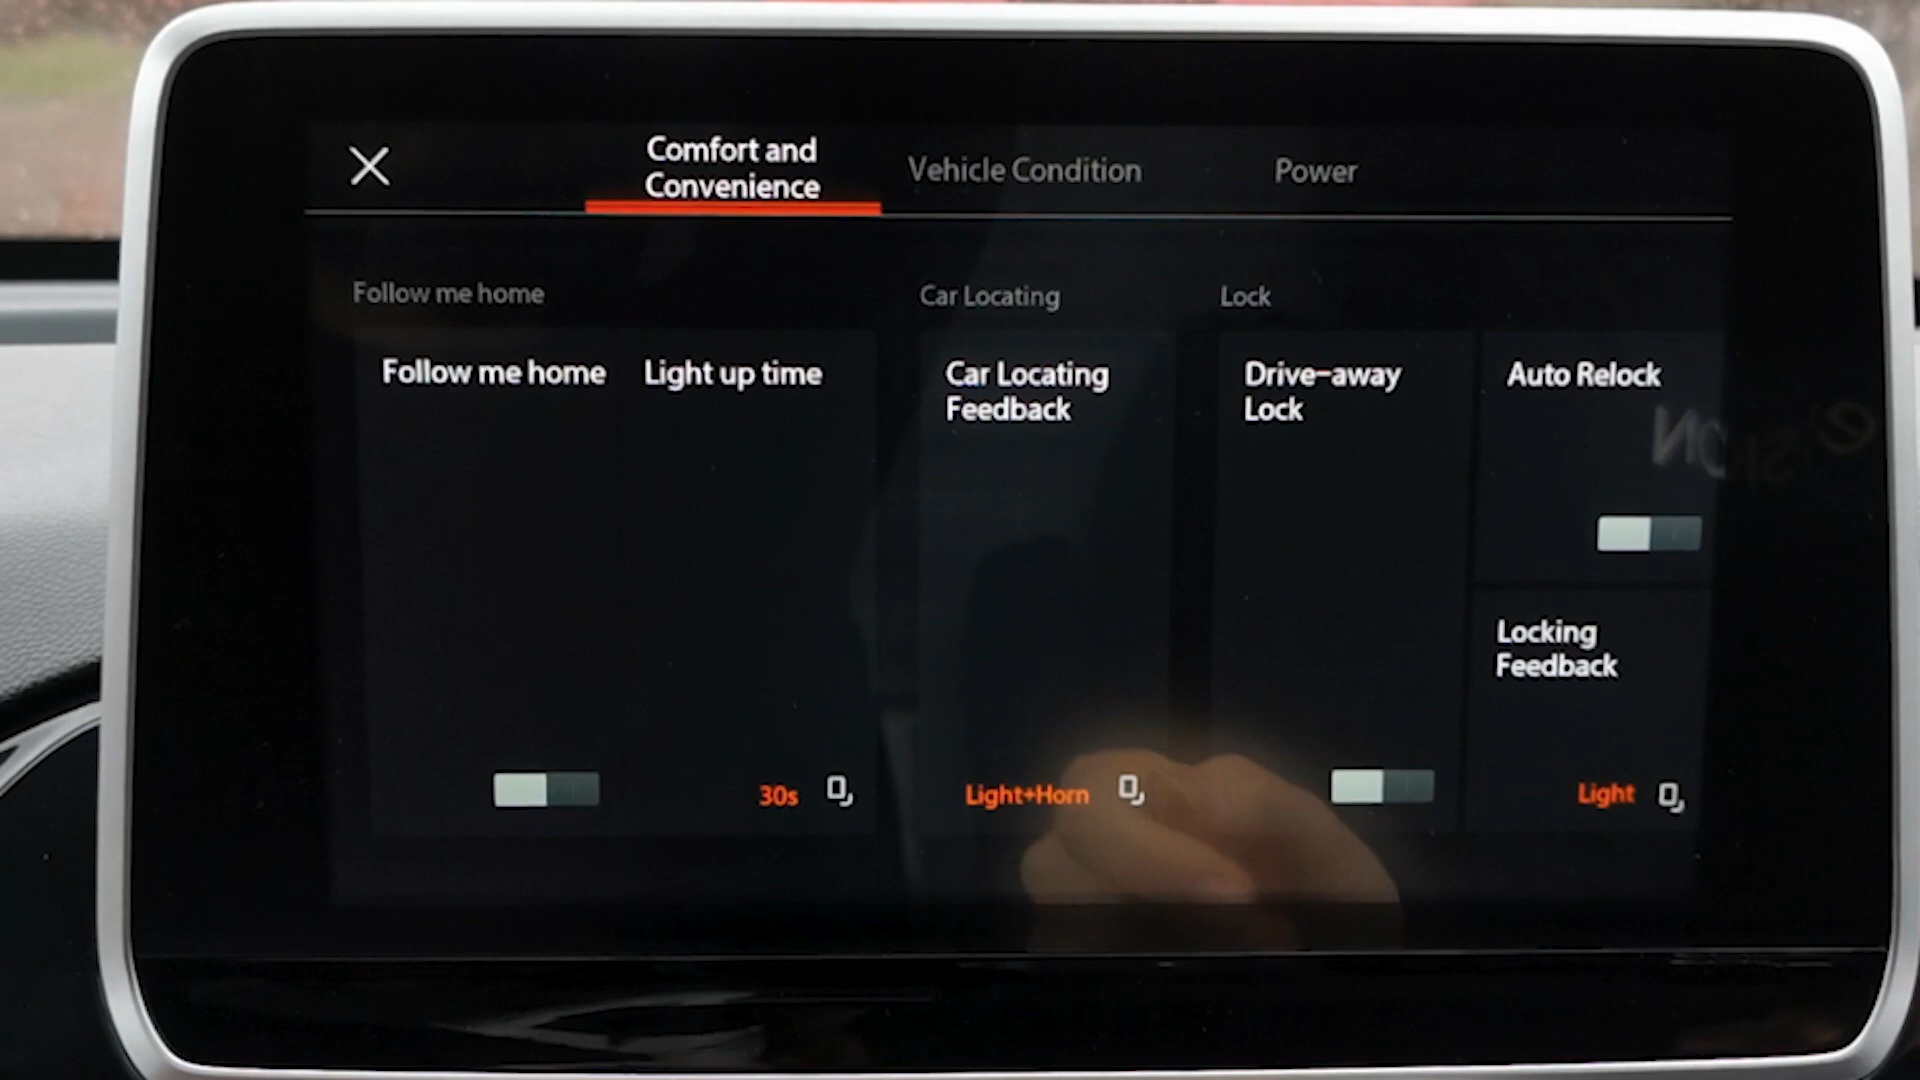 Comfort and
Convenience
Vehicle Condition
Power
Follow me home
Car Locating
Lock
Follow me home
Light up time
Car Locating
Feedback
Drive-away
Lock
Auto Relock
Locking
Feedback
30s
Light+Horn
Light